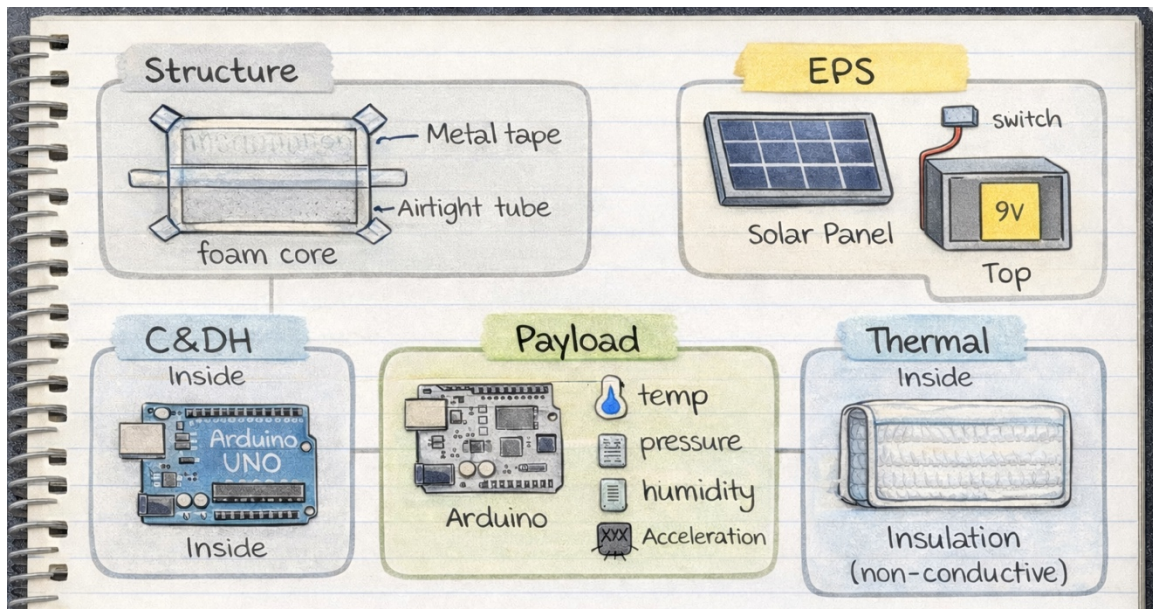 Structure
Metal tape
Airtight tube
foam core
EPS
switch
9V
Solar Panel
Top
C&DH
Inside
Arduino
UNO
Inside
Payload
temp
pressure
humidity
XXX
Acceleration
Arduino
Thermal
Inside
Insulation
(non-conductive)